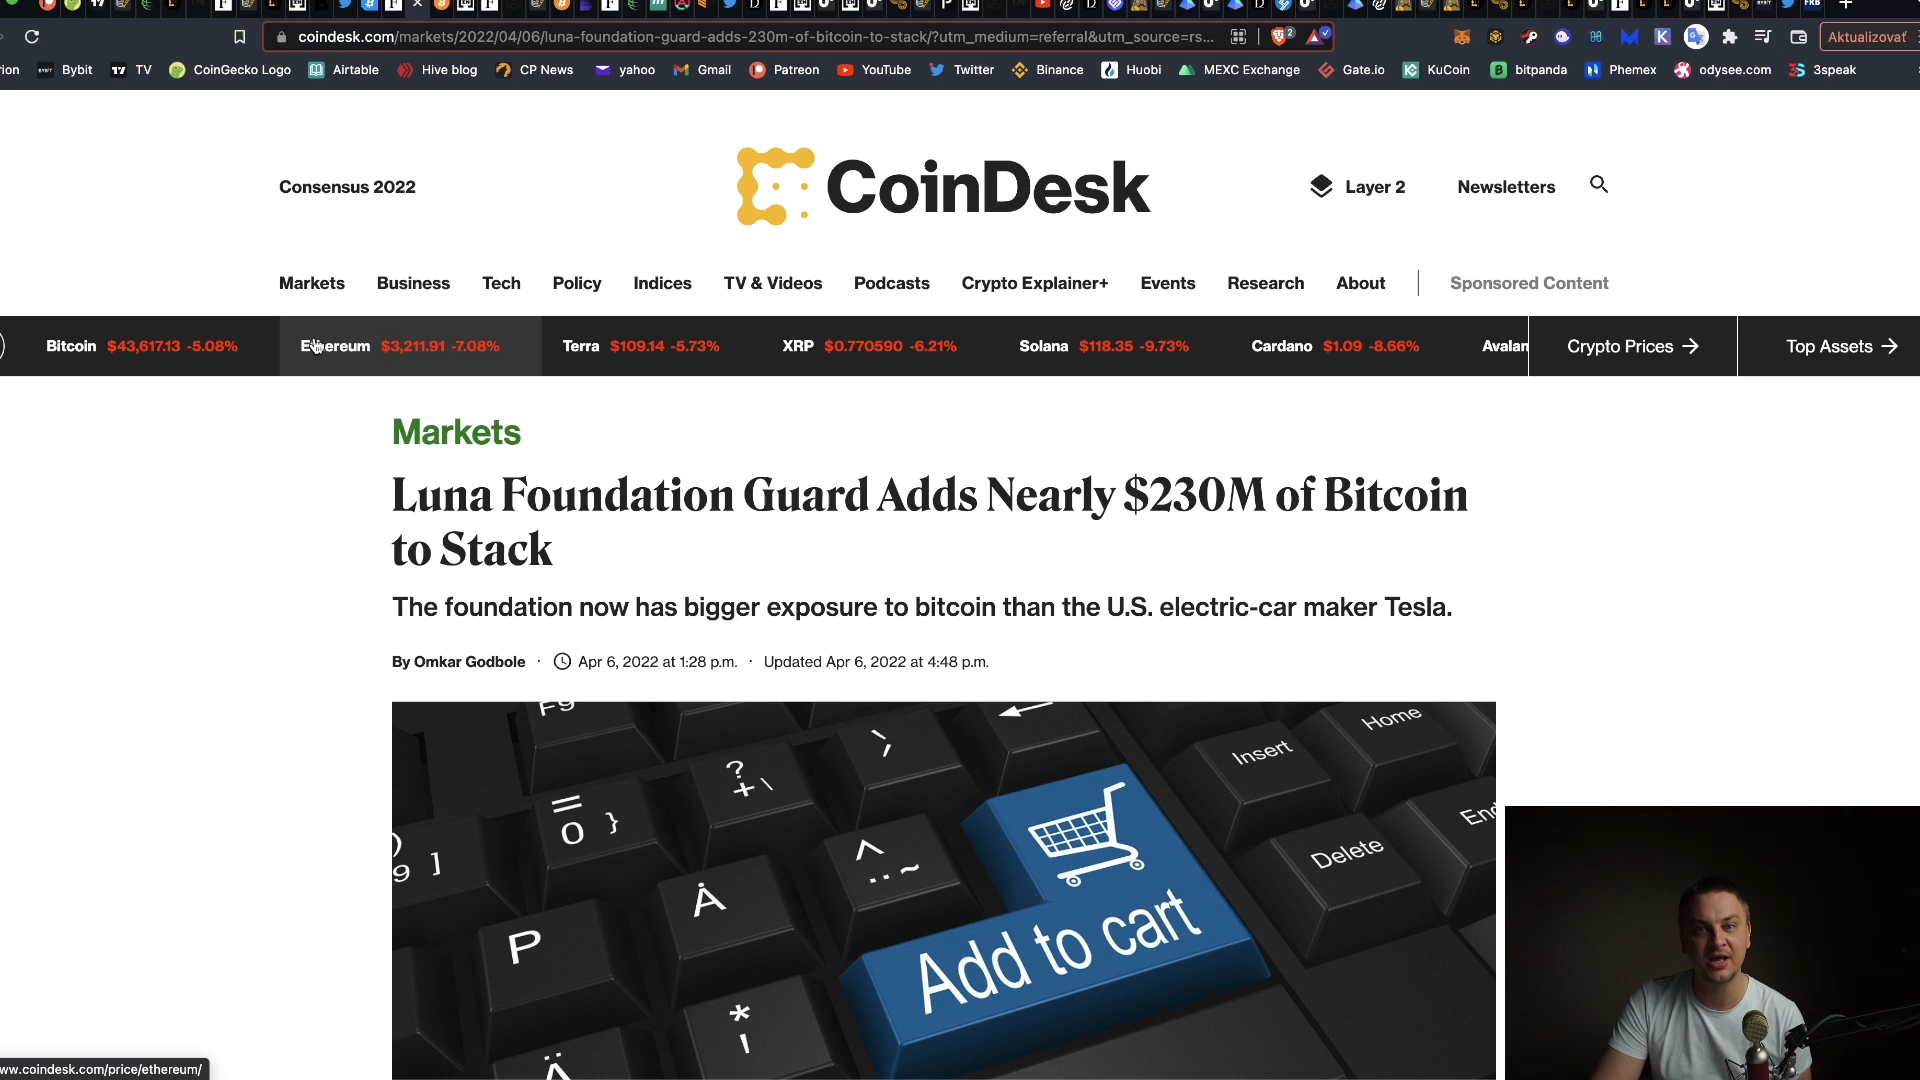 coindesk.com/markets/2022/04/06/luna-foundation-guard-adds-230m-of-bitcoin-to-stack/?utm_medium=referral&utm_source=rs...
2
Aktualizovať
Bybit TV CoinGecko Logo Airtable Hive blog CP News yahoo Gmail Patreon YouTube Twitter Binance Huobi MEXC Exchange Gate.io KuCoin bitpanda Phemex odysee.com 3speak
Consensus 2022
CoinDesk
Layer 2 Newsletters
Markets Business Tech Policy Indices TV & Videos Podcasts Crypto Explainer+ Events Research About Sponsored Content
Bitcoin $43,617.13 -5.08% Ethereum $3,211.91 -7.08% Terra $109.14 -5.73% XRP $0.770590 -6.21% Solana $118.35 -9.73% Cardano $1.09 -8.66% Avalan Crypto Prices → Top Assets →
Markets
Luna Foundation Guard Adds Nearly $230M of Bitcoin
to Stack
The foundation now has bigger exposure to bitcoin than the U.S. electric-car maker Tesla.
By Omkar Godbole · Apr 6, 2022 at 1:28 p.m. · Updated Apr 6, 2022 at 4:48 p.m.
F9
Home
Insert
?
+ \
=
0 }
End
Delete
9 ]
^
¨ ~
Å
P
Add to cart
*
'
Ä
ww.coindesk.com/price/ethereum/